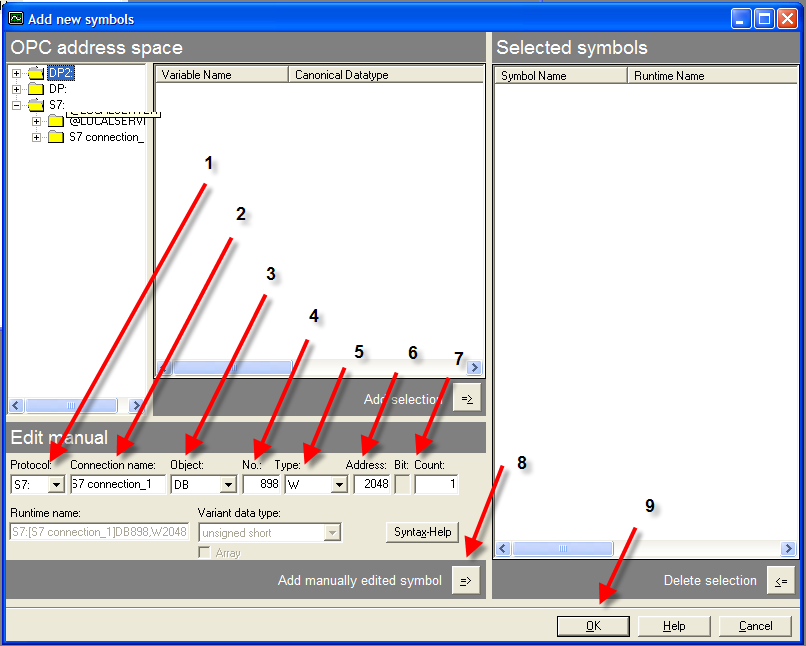 Add new symbols
OPC address space
Selected symbols
DP2:
DP:
S7:
@LOCALSERVER
@LOCALSERVI
S7 connection_
Variable Name
Canonical Datatype
Symbol Name
Runtime Name
1
2
3
4
5
6
7
Add selection
=>
Edit manual
Protocol:
Connection name:
Object:
No.:
Type:
Address:
Bit:
Count:
S7:
S7 connection_1
DB
898
W
2048
1
8
9
Runtime name:
Variant data type:
S7:[S7 connection_1]DB898,W2048
unsigned short
Syntax-Help
Array
Add manually edited symbol
=>
Delete selection
<=
OK
Help
Cancel